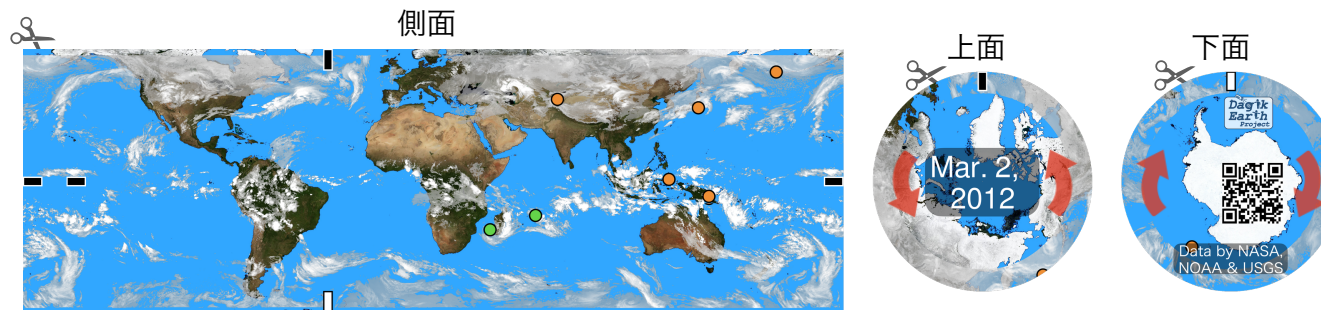 側面
上面
Mar. 2,
2012
下面
Dagik
Earth
Project
Data by NASA,
NOAA & USGS